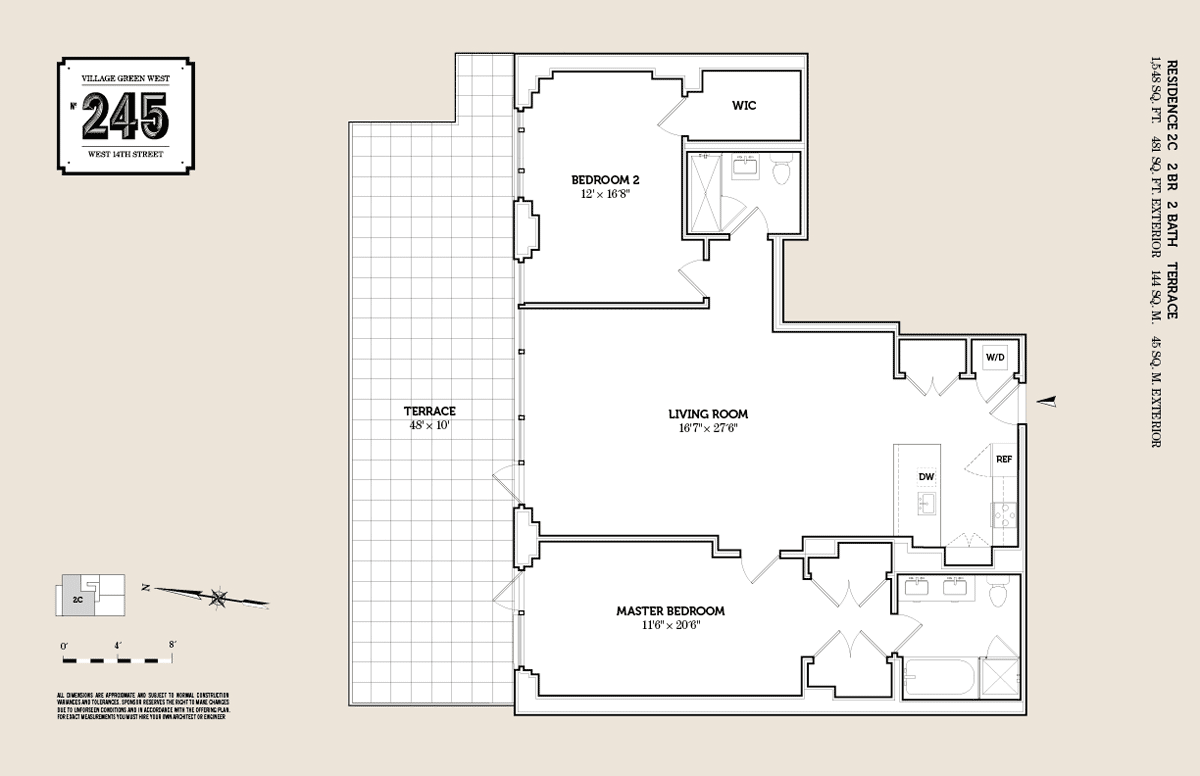 VILLAGE GREEN WEST
Nº 245
WEST 14TH STREET
RESIDENCE 2C 2 BR 2 BATH TERRACE
1,548 SQ. FT. 481 SQ. FT. EXTERIOR 144 SQ. M. 45 SQ. M. EXTERIOR
WIC
BEDROOM 2
12' × 16'8"
W/D
TERRACE
48' × 10'
LIVING ROOM
16'7" × 27'6"
REF
DW
MASTER BEDROOM
11'6" × 20'6"
N
2C
0' 4' 8'
ALL DIMENSIONS ARE APPROXIMATE AND SUBJECT TO NORMAL CONSTRUCTION
VARIANCES AND TOLERANCES. SPONSOR RESERVES THE RIGHT TO MAKE CHANGES
DUE TO UNFORSEEN CONDITIONS AND IN ACCORDANCE WITH THE OFFERING PLAN.
FOR EXACT MEASUREMENTS YOU MUST HIRE YOUR OWN ARCHITECT OR ENGINEER